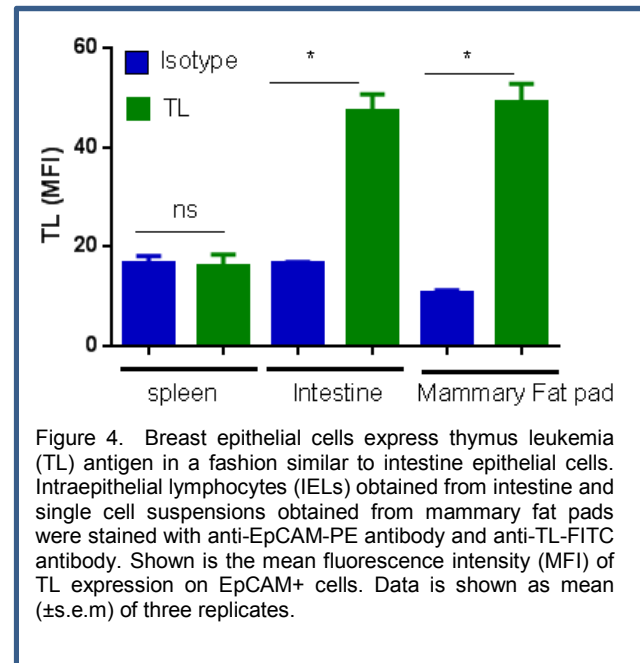 60
Isotype * *
TL
40
TL (MFI)
ns
20
0
spleen Intestine Mammary Fat pad
Figure 4. Breast epithelial cells express thymus leukemia
(TL) antigen in a fashion similar to intestine epithelial cells.
Intraepithelial lymphocytes (IELs) obtained from intestine and
single cell suspensions obtained from mammary fat pads
were stained with anti-EpCAM-PE antibody and anti-TL-FITC
antibody. Shown is the mean fluorescence intensity (MFI) of
TL expression on EpCAM+ cells. Data is shown as mean
(±s.e.m) of three replicates.